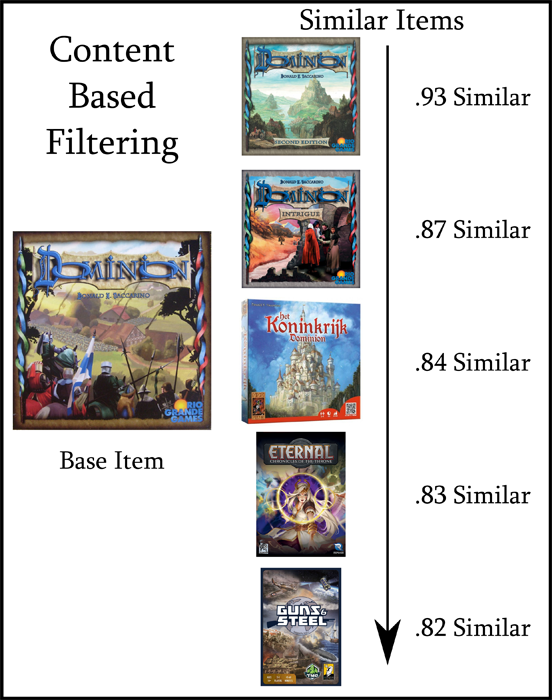 Content
Based
Filtering
Similar Items
DOMINION
DONALD X. VACCARINO
RIO
GRANDE
GAMES
Base Item
DOMINION
DONALD X. VACCARINO
SECOND EDITION
.93 Similar
DONALD X. VACCARINO
DOMINION
INTRIGUE
.87 Similar
Het
Koninkrijk
Dominion
.84 Similar
ETERNAL
CHRONICLES OF THE THRONE
.83 Similar
GUNS &
STEEL
.82 Similar